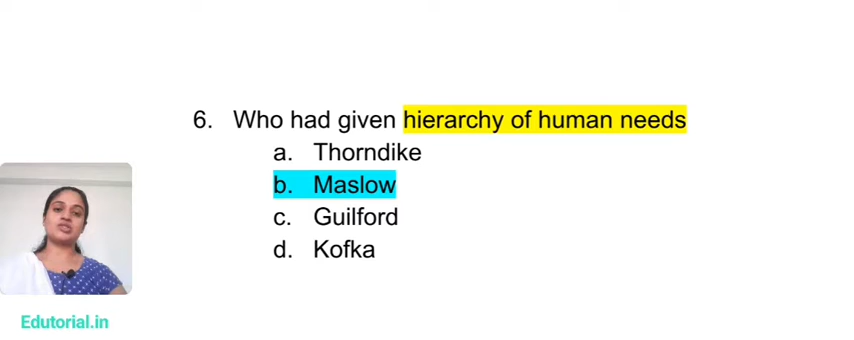 6. Who had given hierarchy of human needs
a. Thorndike
b. Maslow
c. Guilford
d. Kofka
Edutorial.in